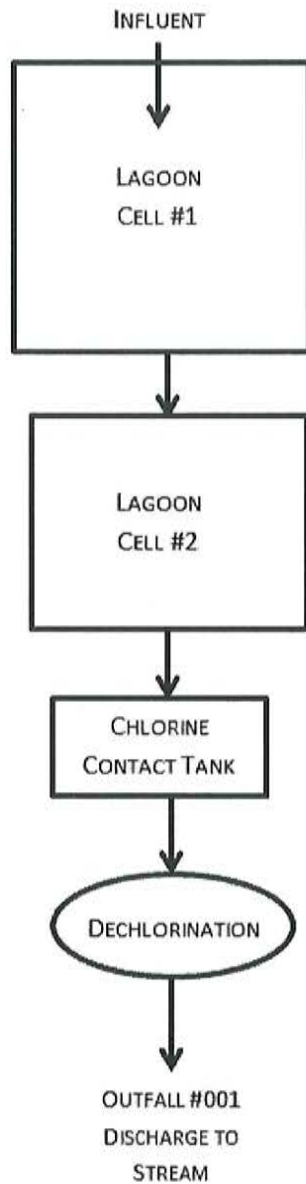 INFLUENT
LAGOON
CELL #1
LAGOON
CELL #2
CHLORINE
CONTACT TANK
DECHLORINATION
OUTFALL #001
DISCHARGE TO
STREAM